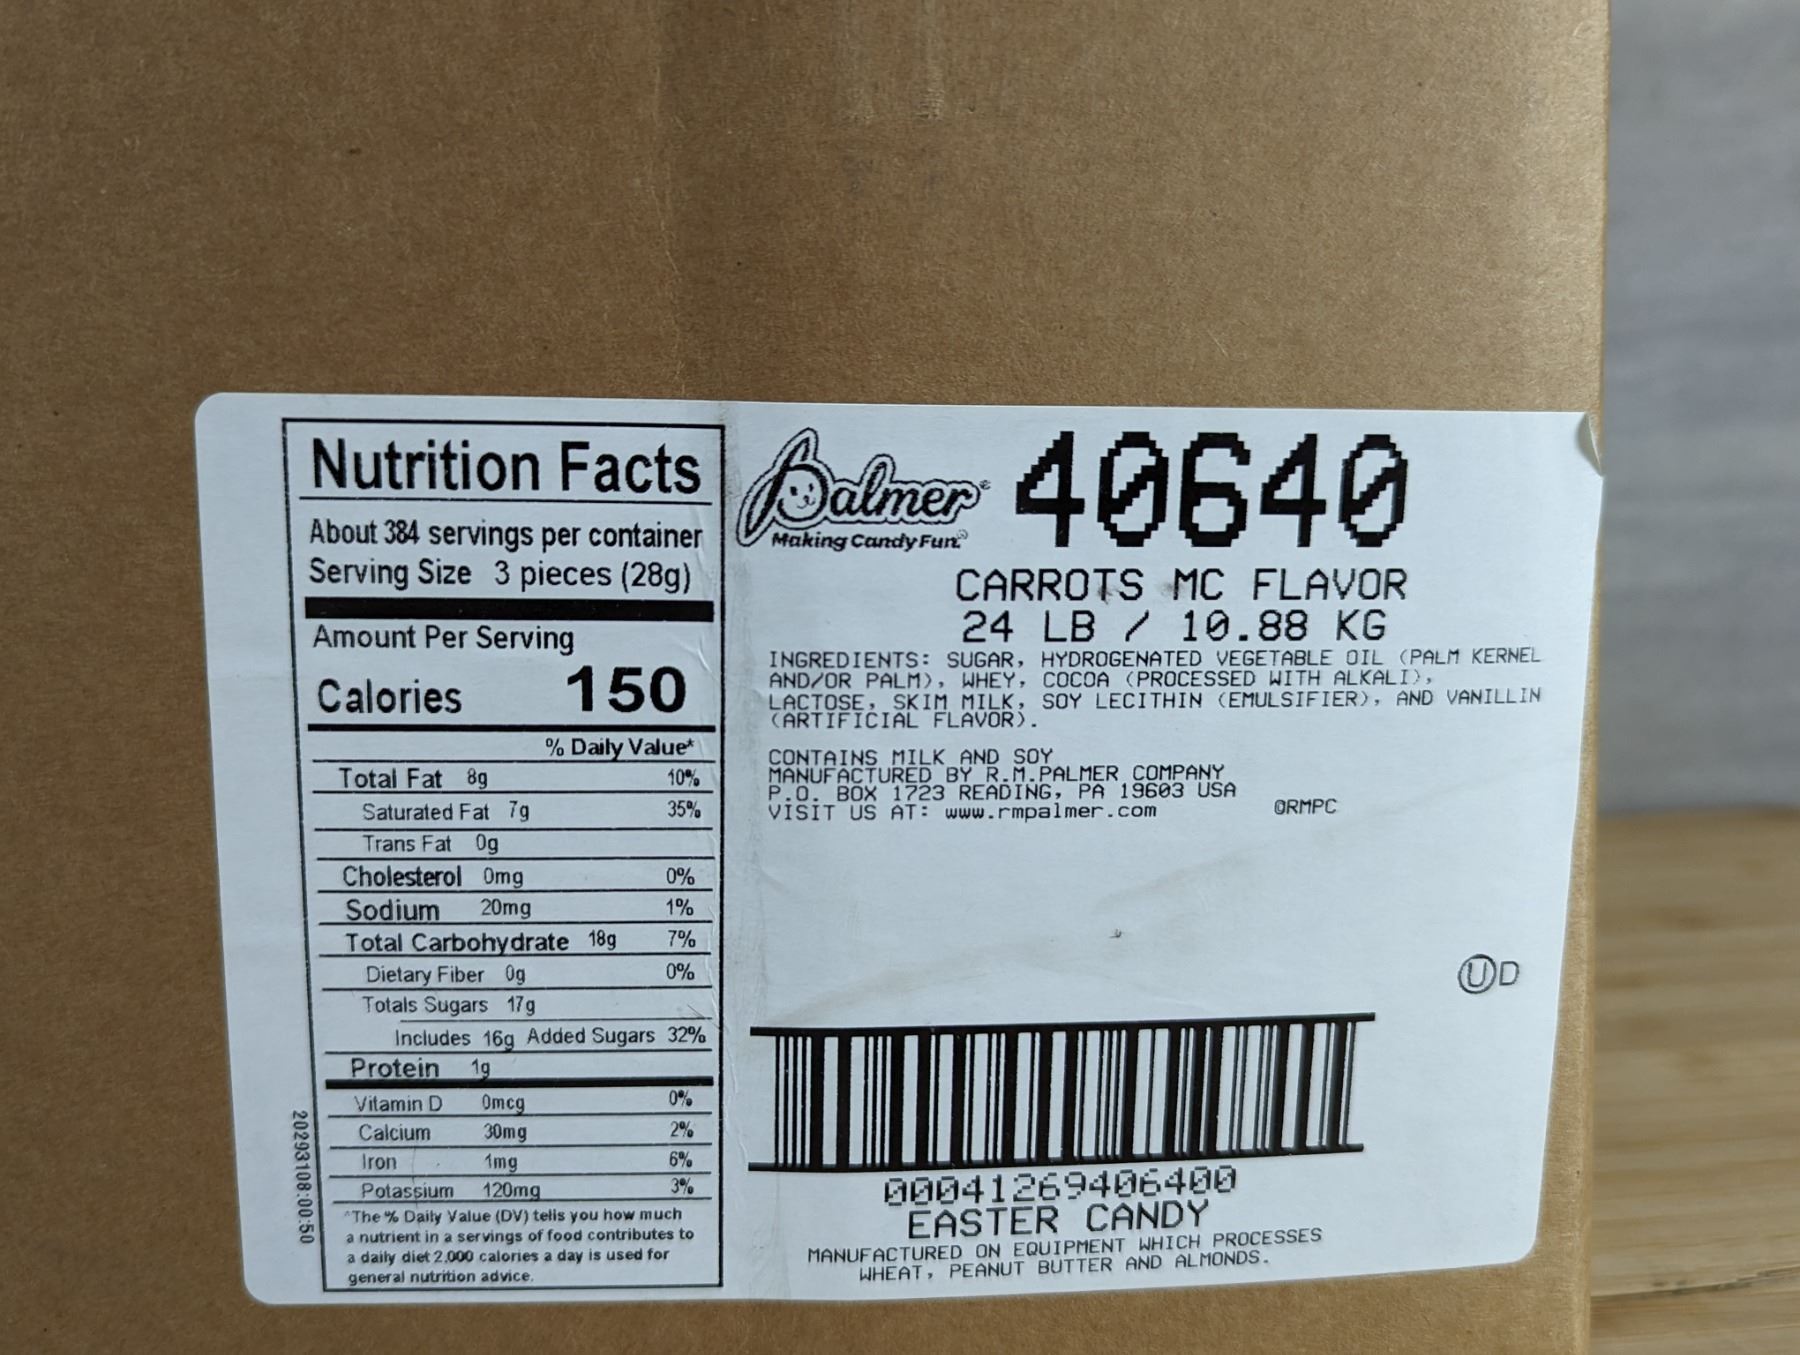 Nutrition Facts
About 384 servings per container
Serving Size 3 pieces (28g)
Amount Per Serving
Calories 150
% Daily Value*
Total Fat 8g 10%
Saturated Fat 7g 35%
Trans Fat 0g
Cholesterol 0mg 0%
Sodium 20mg 1%
Total Carbohydrate 18g 7%
Dietary Fiber 0g 0%
Totals Sugars 17g
Includes 16g Added Sugars 32%
Protein 1g
Vitamin D 0mcg 0%
Calcium 30mg 2%
Iron 1mg 6%
Potassium 120mg 3%
*The % Daily Value (DV) tells you how much
a nutrient in a servings of food contributes to
a daily diet 2,000 calories a day is used for
general nutrition advice.
20293108:00:50
Palmer®
Making Candy Fun.®
40640
CARROTS MC FLAVOR
24 LB / 10.88 KG
INGREDIENTS: SUGAR, HYDROGENATED VEGETABLE OIL (PALM KERNEL
AND/OR PALM), WHEY, COCOA (PROCESSED WITH ALKALI),
LACTOSE, SKIM MILK, SOY LECITHIN (EMULSIFIER), AND VANILLIN
(ARTIFICIAL FLAVOR).
CONTAINS MILK AND SOY
MANUFACTURED BY R.M.PALMER COMPANY
P.O. BOX 1723 READING, PA 19603 USA
VISIT US AT: www.rmpalmer.com ©RMPC
ⓊD
00041269406400
EASTER CANDY
MANUFACTURED ON EQUIPMENT WHICH PROCESSES
WHEAT, PEANUT BUTTER AND ALMONDS.